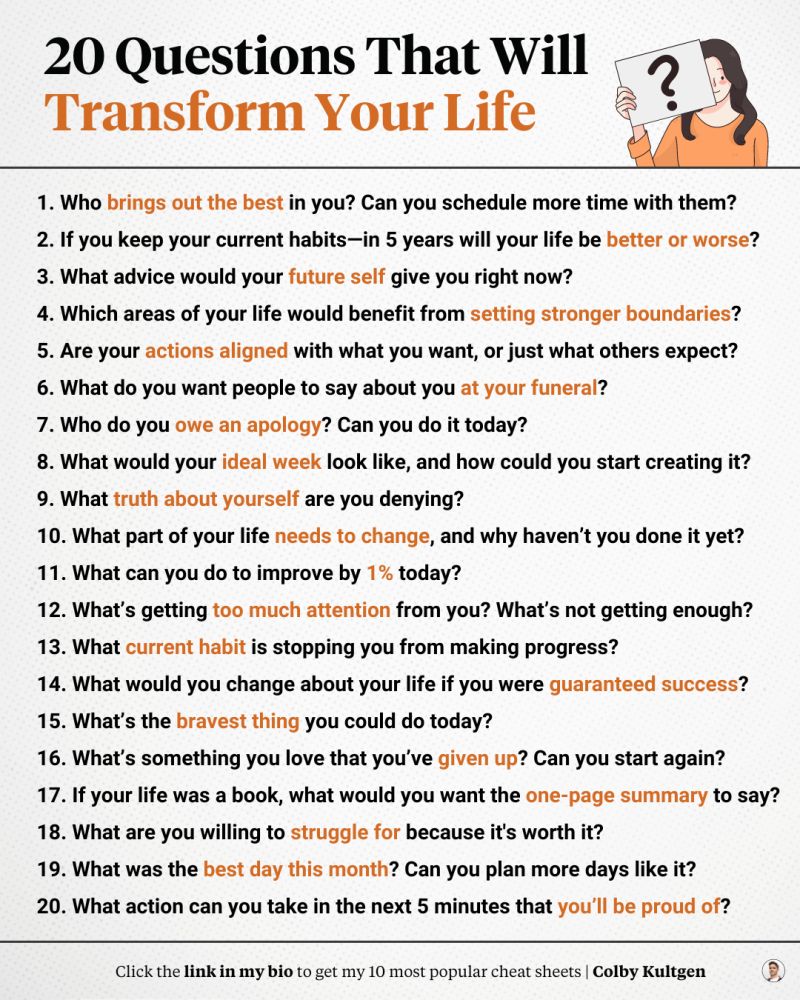 20 Questions That Will
Transform Your Life
?
1. Who brings out the best in you? Can you schedule more time with them?
2. If you keep your current habits—in 5 years will your life be better or worse?
3. What advice would your future self give you right now?
4. Which areas of your life would benefit from setting stronger boundaries?
5. Are your actions aligned with what you want, or just what others expect?
6. What do you want people to say about you at your funeral?
7. Who do you owe an apology? Can you do it today?
8. What would your ideal week look like, and how could you start creating it?
9. What truth about yourself are you denying?
10. What part of your life needs to change, and why haven’t you done it yet?
11. What can you do to improve by 1% today?
12. What’s getting too much attention from you? What’s not getting enough?
13. What current habit is stopping you from making progress?
14. What would you change about your life if you were guaranteed success?
15. What’s the bravest thing you could do today?
16. What’s something you love that you’ve given up? Can you start again?
17. If your life was a book, what would you want the one-page summary to say?
18. What are you willing to struggle for because it's worth it?
19. What was the best day this month? Can you plan more days like it?
20. What action can you take in the next 5 minutes that you’ll be proud of?
Click the link in my bio to get my 10 most popular cheat sheets | Colby Kultgen